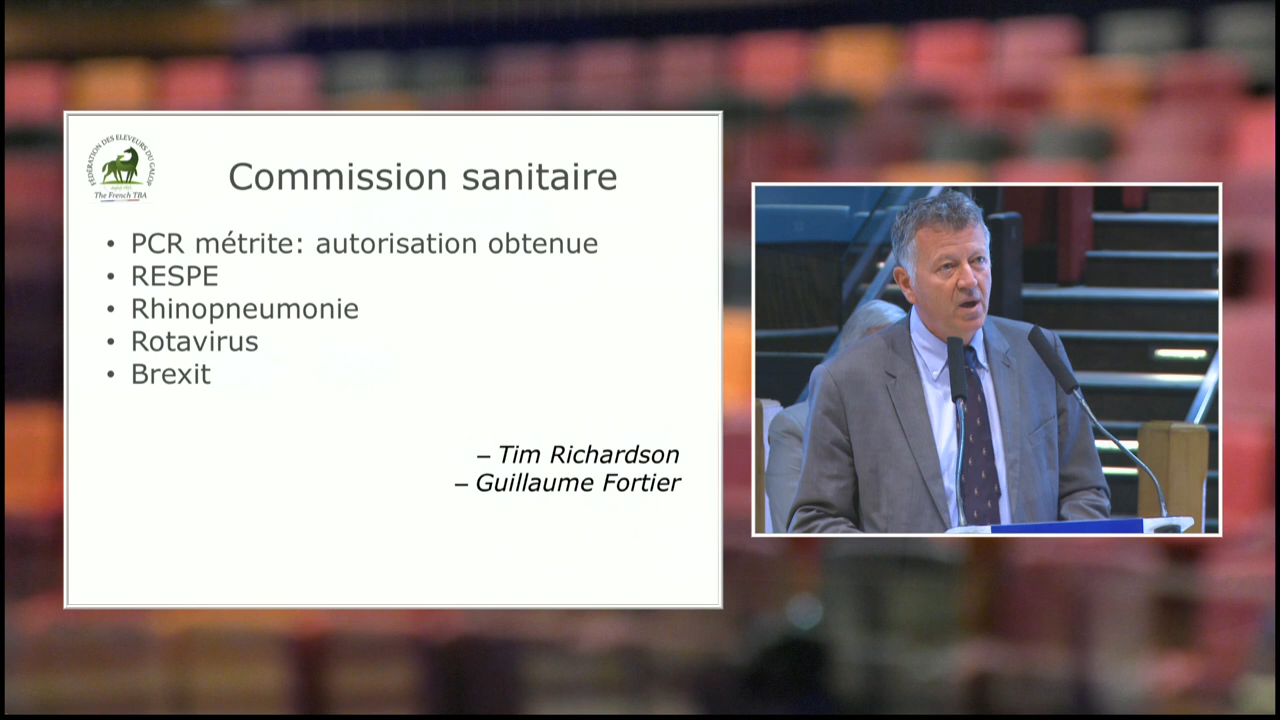 FÉDÉRATION DES ELEVEURS DU GALOP
The French TBA
Commission sanitaire
• PCR métrite: autorisation obtenue
• RESPE
• Rhinopneumonie
• Rotavirus
• Brexit
– Tim Richardson
– Guillaume Fortier